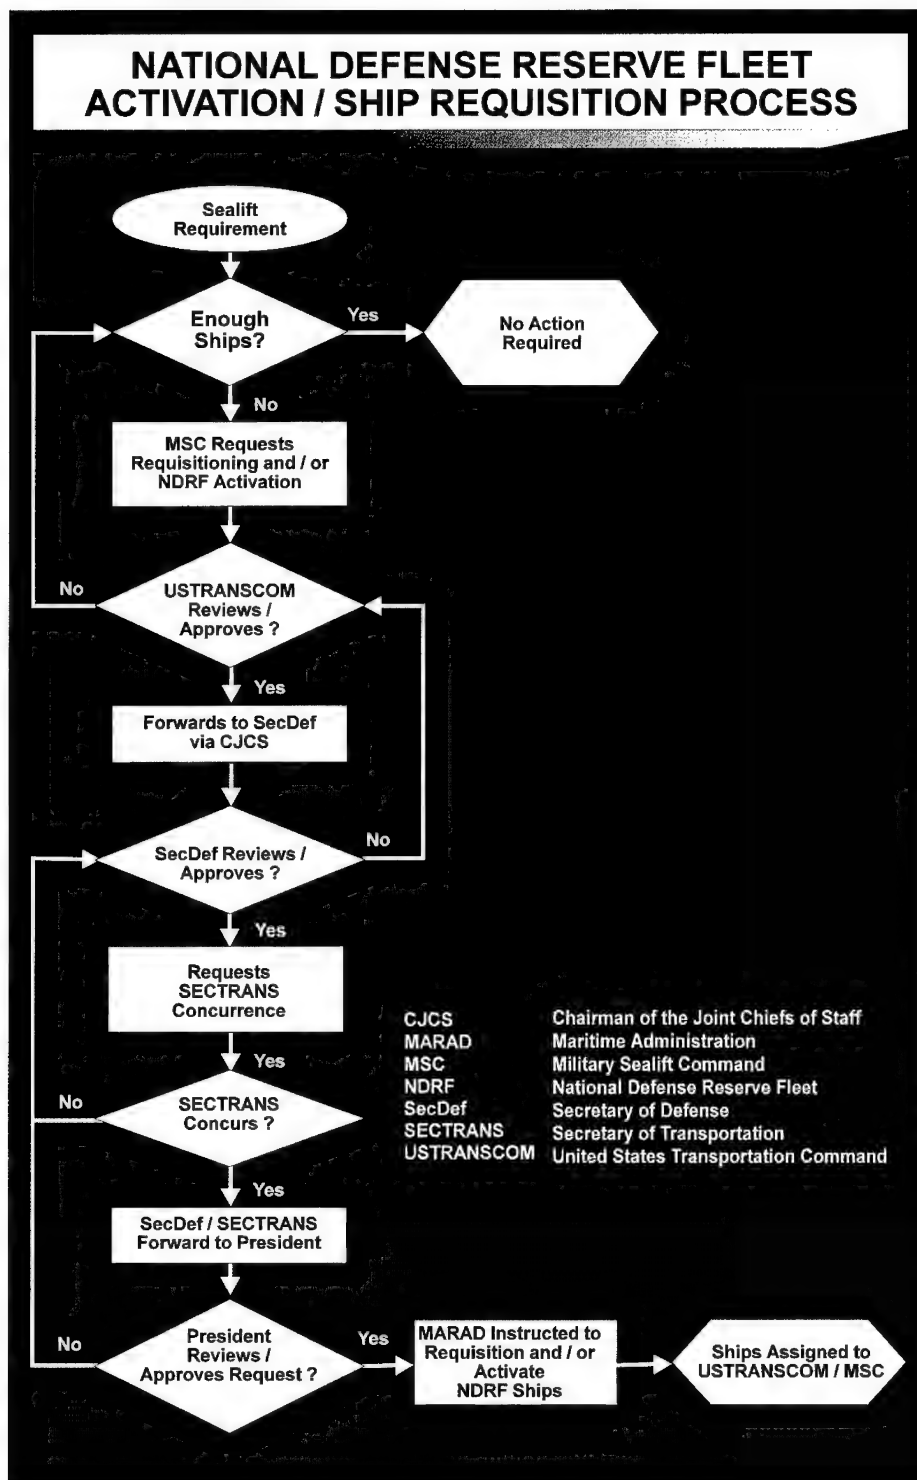 NATIONAL DEFENSE RESERVE FLEET
ACTIVATION / SHIP REQUISITION PROCESS
Sealift
Requirement
Enough
Ships?
Yes
No Action
Required
No
MSC Requests
Requisitioning and / or
NDRF Activation
No
USTRANSCOM
Reviews /
Approves ?
Yes
Forwards to SecDef
via CJCS
SecDef Reviews /
Approves ?
No
Yes
Requests
SECTRANS
Concurrence
Yes
No
SECTRANS
Concurs ?
Yes
SecDef / SECTRANS
Forward to President
No
President
Reviews /
Approves Request ?
Yes
MARAD Instructed to
Requisition and / or
Activate
NDRF Ships
Ships Assigned to
USTRANSCOM / MSC
CJCS Chairman of the Joint Chiefs of Staff
MARAD Maritime Administration
MSC Military Sealift Command
NDRF National Defense Reserve Fleet
SecDef Secretary of Defense
SECTRANS Secretary of Transportation
USTRANSCOM United States Transportation Command